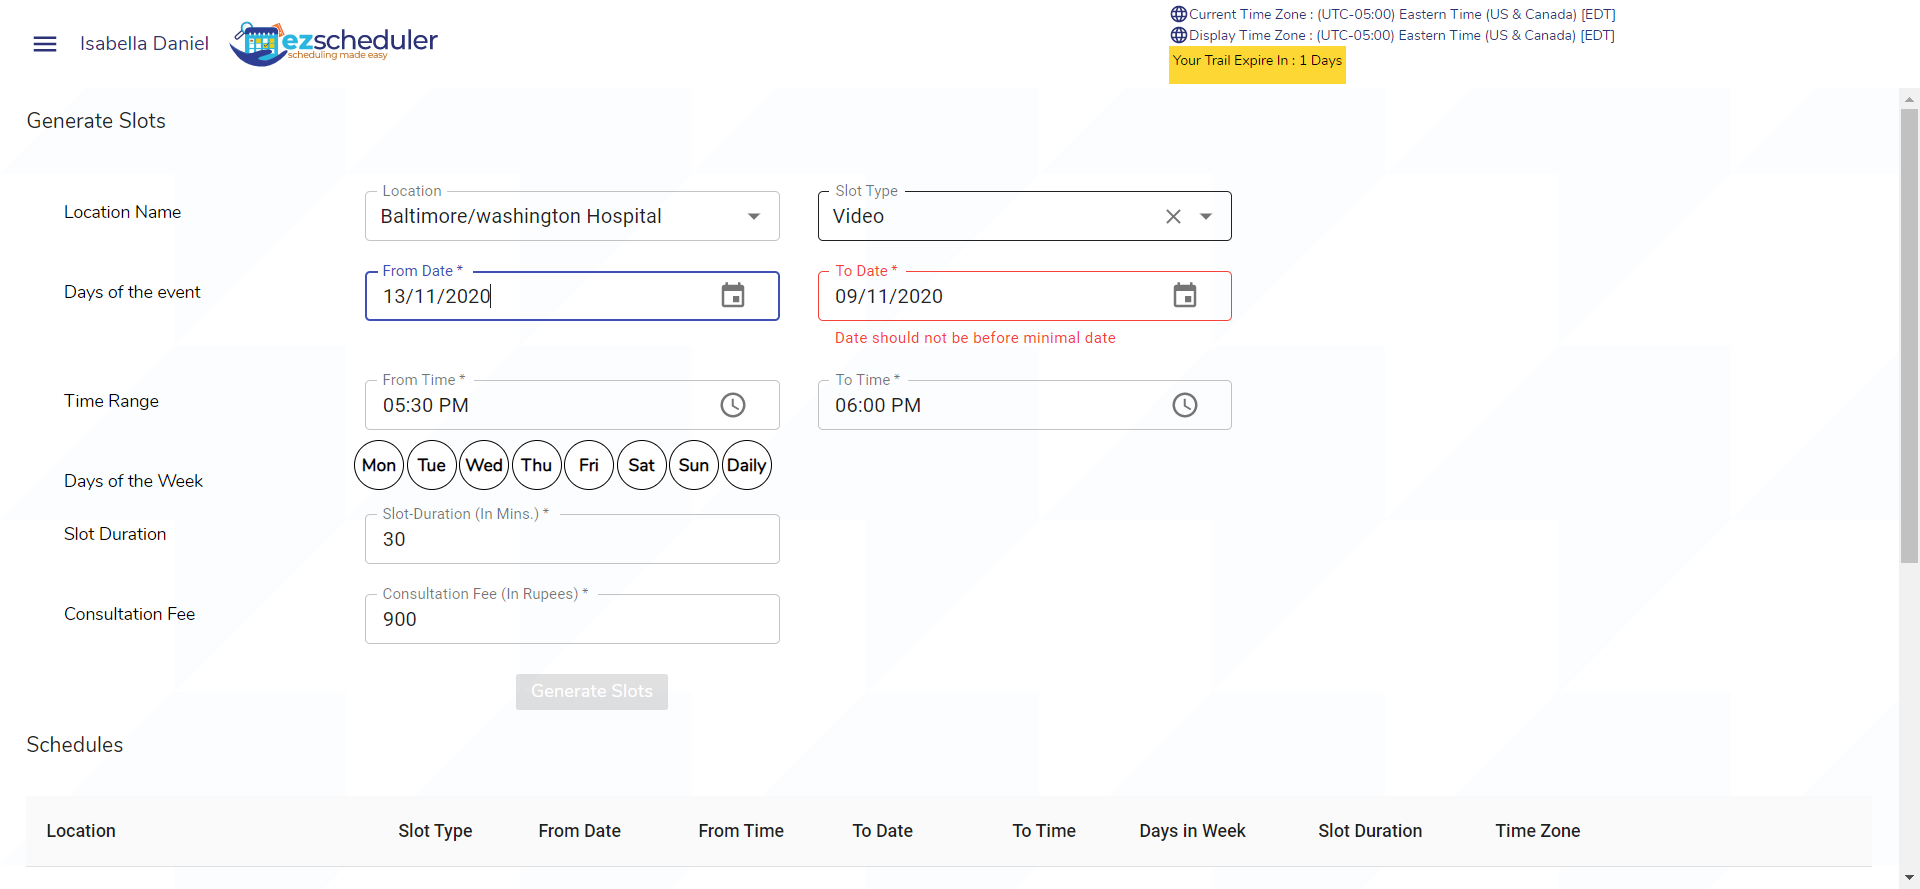 Isabella Daniel
ezscheduler
scheduling made easy
Current Time Zone : (UTC-05:00) Eastern Time (US & Canada) [EDT]
Display Time Zone : (UTC-05:00) Eastern Time (US & Canada) [EDT]
Your Trail Expire In : 1 Days
Generate Slots
Location Name
Location
Baltimore/washington Hospital
Slot Type
Video
Days of the event
From Date *
13/11/2020
To Date *
09/11/2020
Date should not be before minimal date
Time Range
From Time *
05:30 PM
To Time *
06:00 PM
Days of the Week
Mon Tue Wed Thu Fri Sat Sun Daily
Slot Duration
Slot-Duration (In Mins.) *
30
Consultation Fee
Consultation Fee (In Rupees) *
900
Generate Slots
Schedules
Location Slot Type From Date From Time To Date To Time Days in Week Slot Duration Time Zone